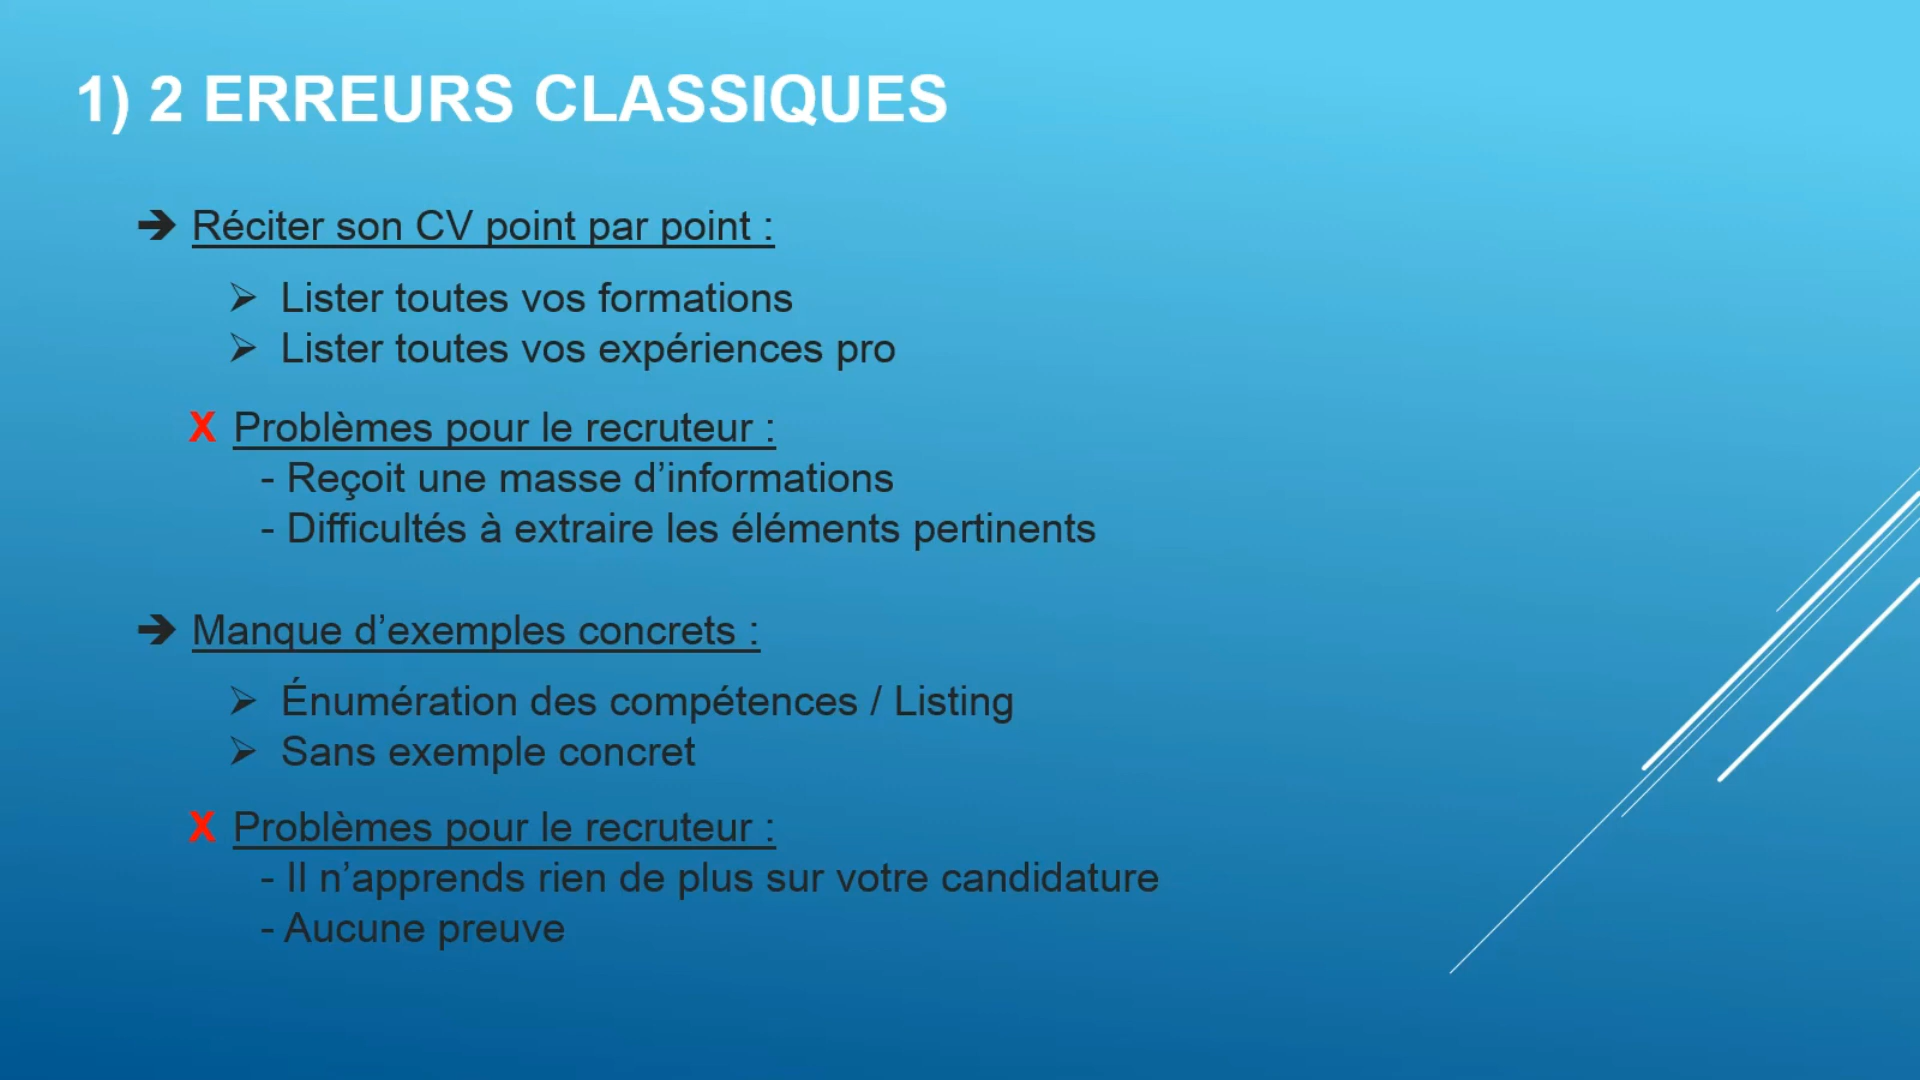 1) 2 ERREURS CLASSIQUES
➔ Réciter son CV point par point :
➢ Lister toutes vos formations
➢ Lister toutes vos expériences pro
X Problèmes pour le recruteur :
- Reçoit une masse d’informations
- Difficultés à extraire les éléments pertinents
➔ Manque d’exemples concrets :
➢ Énumération des compétences / Listing
➢ Sans exemple concret
X Problèmes pour le recruteur :
- Il n’apprends rien de plus sur votre candidature
- Aucune preuve